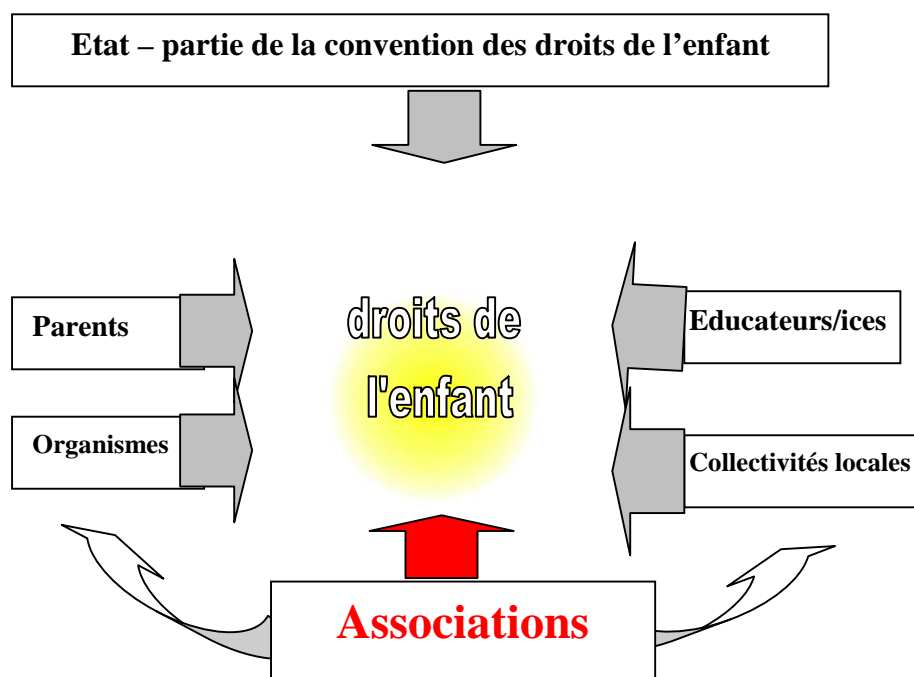 Etat – partie de la convention des droits de l’enfant
Parents
droits de
l'enfant
Educateurs/ices
Organismes
Collectivités locales
Associations